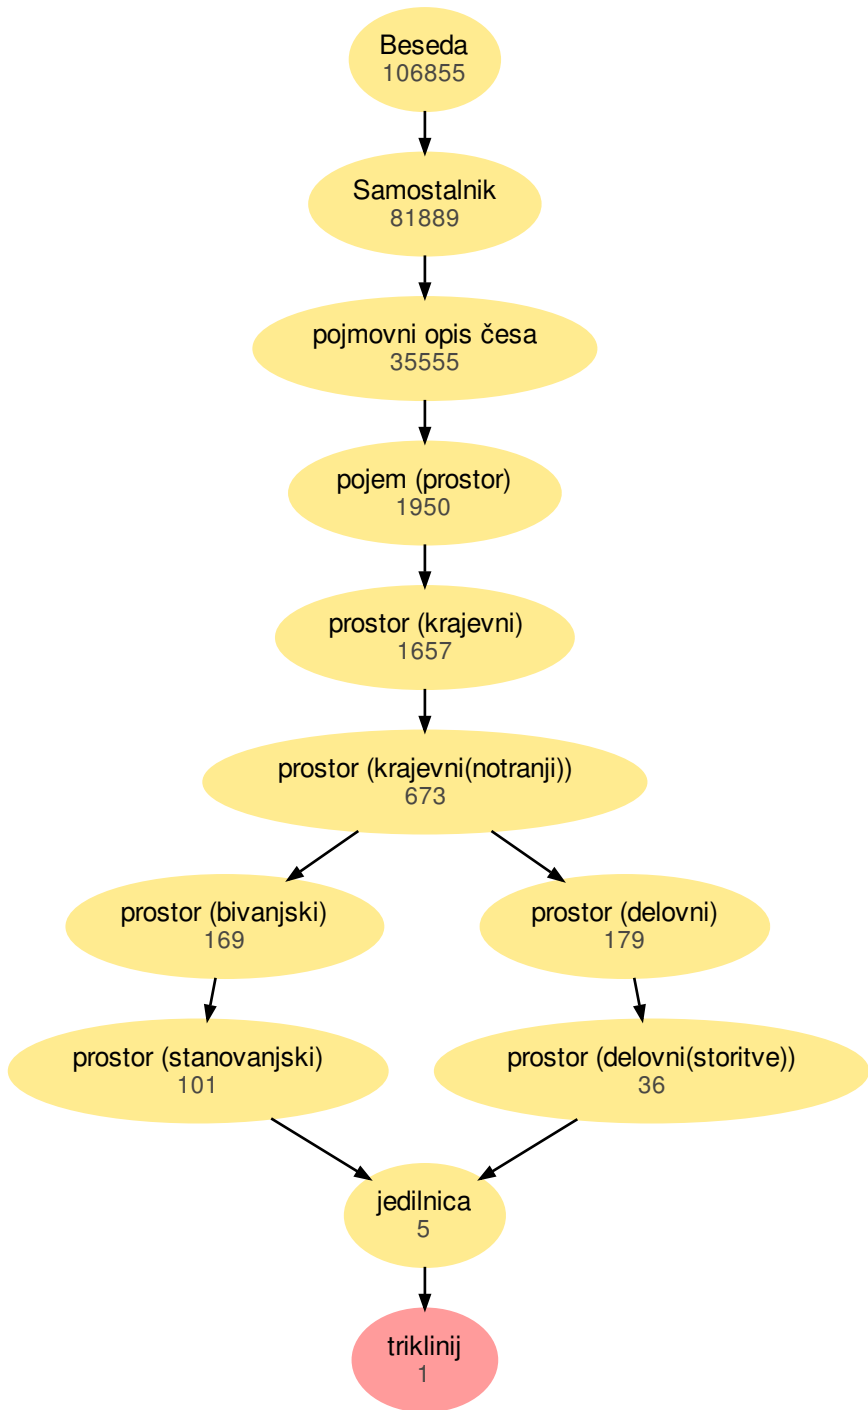 Beseda
106855
Samostalnik
81889
pojmovni opis česa
35555
pojem (prostor)
1950
prostor (krajevni)
1657
prostor (krajevni(notranji))
673
prostor (bivanjski)
169
prostor (delovni)
179
prostor (stanovanjski)
101
prostor (delovni(storitve))
36
jedilnica
5
triklinij
1